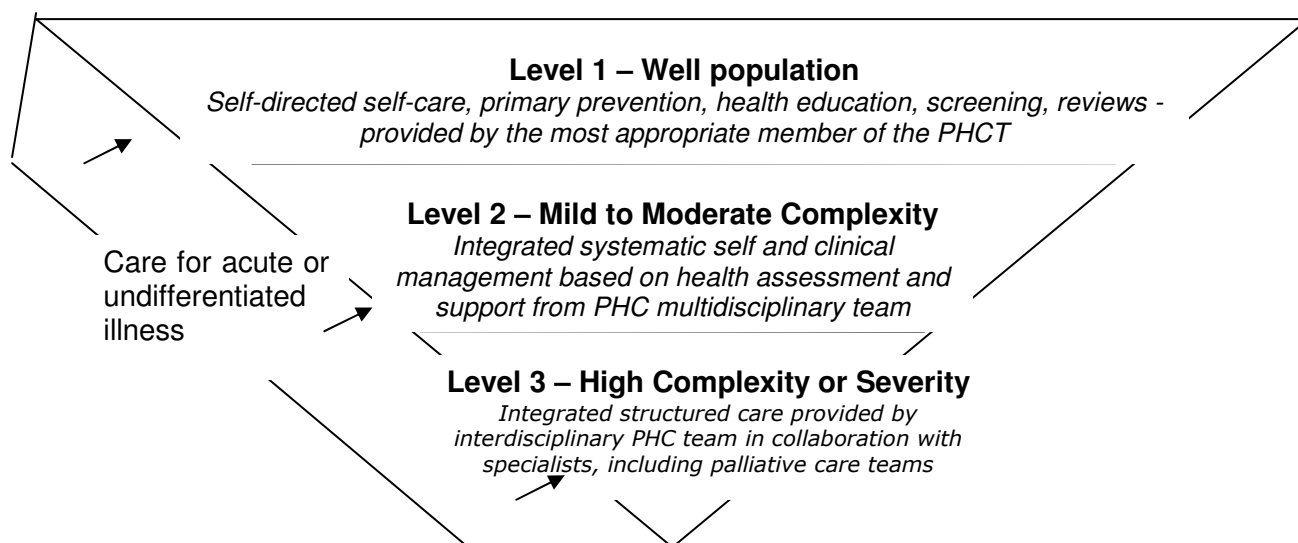 Level 1 – Well population
Self-directed self-care, primary prevention, health education, screening, reviews -
provided by the most appropriate member of the PHCT
Level 2 – Mild to Moderate Complexity
Integrated systematic self and clinical
management based on health assessment and
support from PHC multidisciplinary team
Care for acute or
undifferentiated
illness
Level 3 – High Complexity or Severity
Integrated structured care provided by
interdisciplinary PHC team in collaboration with
specialists, including palliative care teams